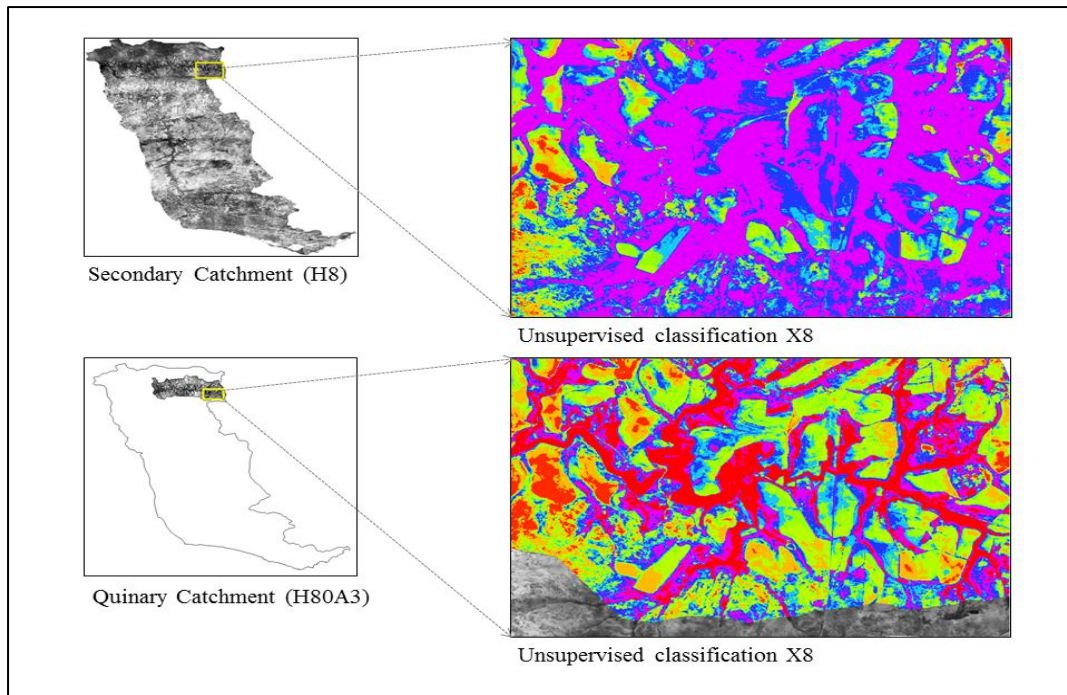 Secondary Catchment (H8)
Unsupervised classification X8
Quinary Catchment (H80A3)
Unsupervised classification X8